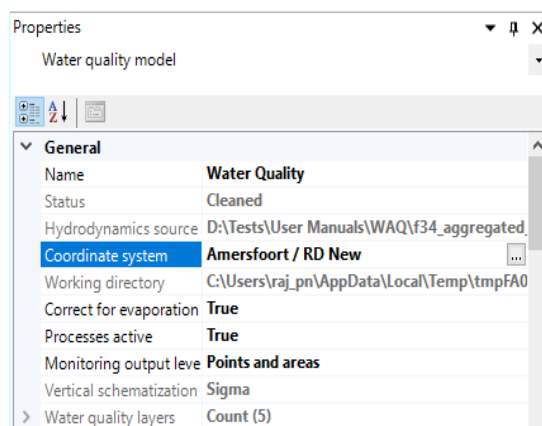 Properties
Water quality model
General
Name Water Quality
Status Cleaned
Hydrodynamics source D:\Tests\User Manuals\WAQ\f34_aggregated_
Coordinate system Amersfoort / RD New ...
Working directory C:\Users\raj_pn\AppData\Local\Temp\tmpFA0
Correct for evaporation True
Processes active True
Monitoring output leve Points and areas
Vertical schematization Sigma
Water quality layers Count (5)